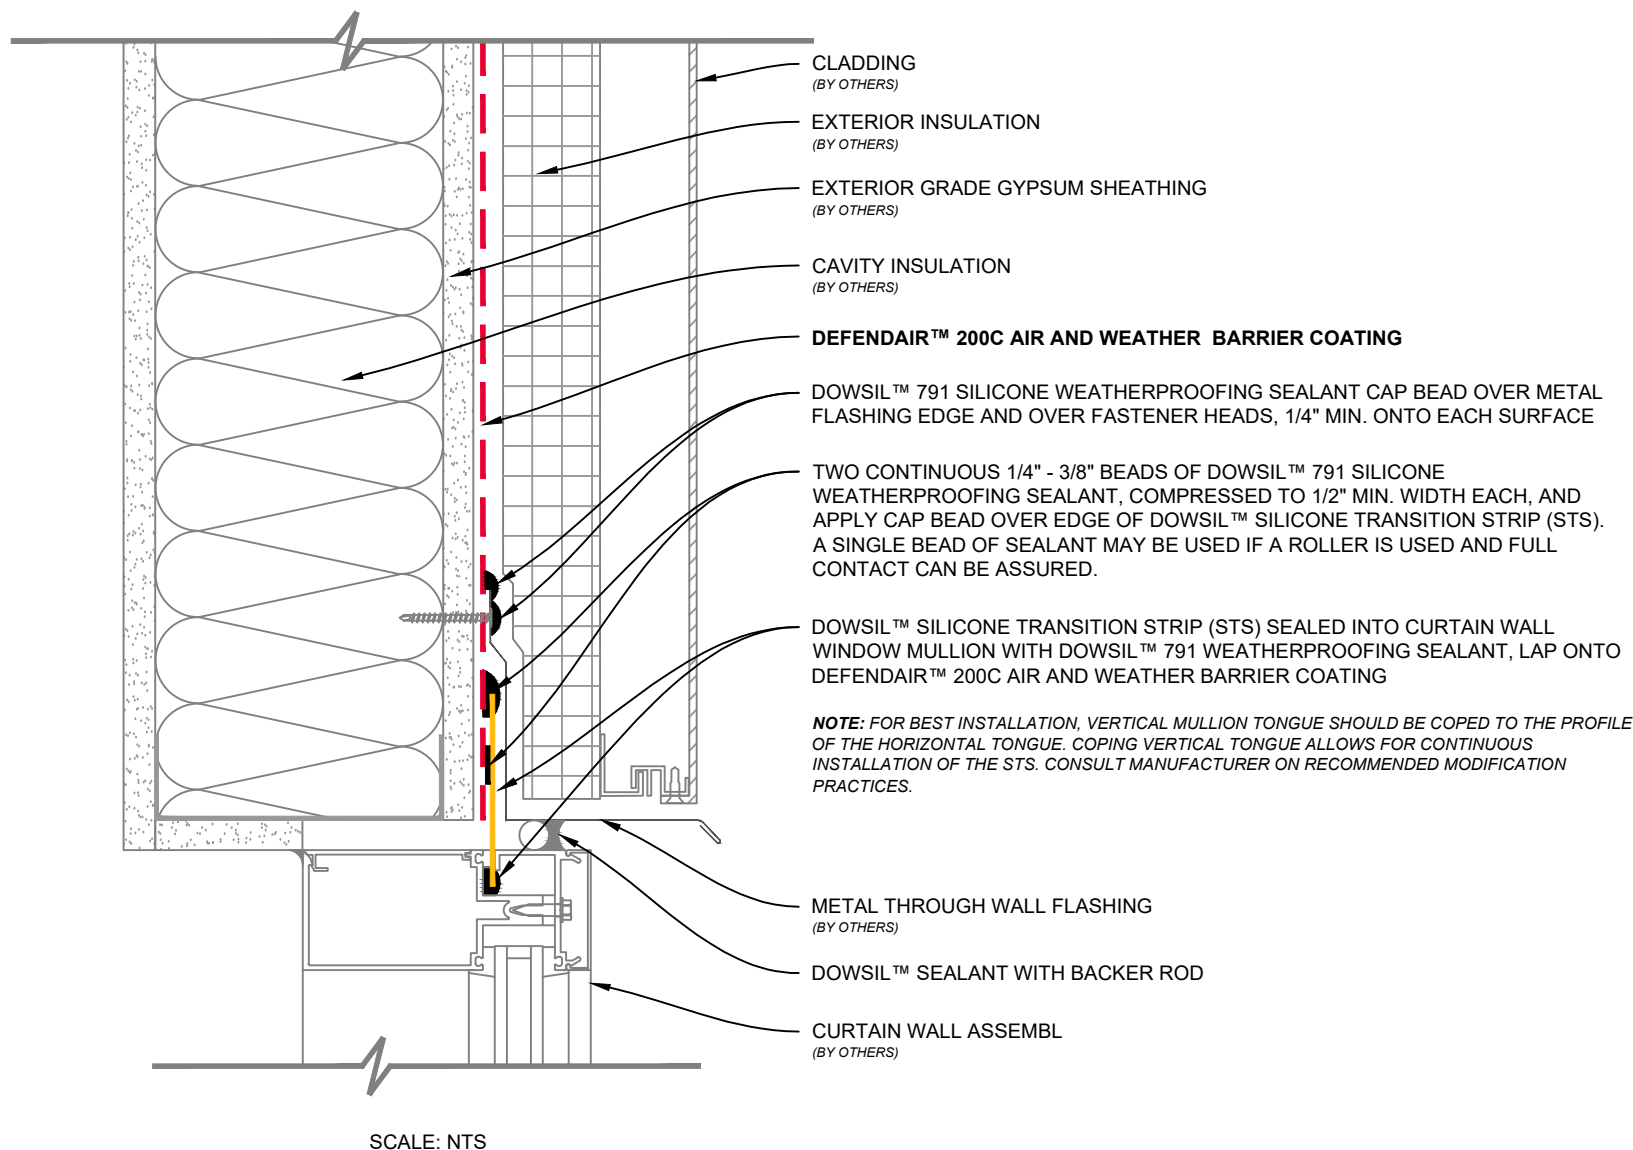 CLADDING
(BY OTHERS)
EXTERIOR INSULATION
(BY OTHERS)
EXTERIOR GRADE GYPSUM SHEATHING
(BY OTHERS)
CAVITY INSULATION
(BY OTHERS)
DEFENDAIR™ 200C AIR AND WEATHER BARRIER COATING
DOWSIL™ 791 SILICONE WEATHERPROOFING SEALANT CAP BEAD OVER METAL
FLASHING EDGE AND OVER FASTENER HEADS, 1/4" MIN. ONTO EACH SURFACE
TWO CONTINUOUS 1/4" - 3/8" BEADS OF DOWSIL™ 791 SILICONE
WEATHERPROOFING SEALANT, COMPRESSED TO 1/2" MIN. WIDTH EACH, AND
APPLY CAP BEAD OVER EDGE OF DOWSIL™ SILICONE TRANSITION STRIP (STS).
A SINGLE BEAD OF SEALANT MAY BE USED IF A ROLLER IS USED AND FULL
CONTACT CAN BE ASSURED.
DOWSIL™ SILICONE TRANSITION STRIP (STS) SEALED INTO CURTAIN WALL
WINDOW MULLION WITH DOWSIL™ 791 WEATHERPROOFING SEALANT, LAP ONTO
DEFENDAIR™ 200C AIR AND WEATHER BARRIER COATING
NOTE: FOR BEST INSTALLATION, VERTICAL MULLION TONGUE SHOULD BE COPED TO THE PROFILE
OF THE HORIZONTAL TONGUE. COPING VERTICAL TONGUE ALLOWS FOR CONTINUOUS
INSTALLATION OF THE STS. CONSULT MANUFACTURER ON RECOMMENDED MODIFICATION
PRACTICES.
METAL THROUGH WALL FLASHING
(BY OTHERS)
DOWSIL™ SEALANT WITH BACKER ROD
CURTAIN WALL ASSEMBL
(BY OTHERS)
SCALE: NTS